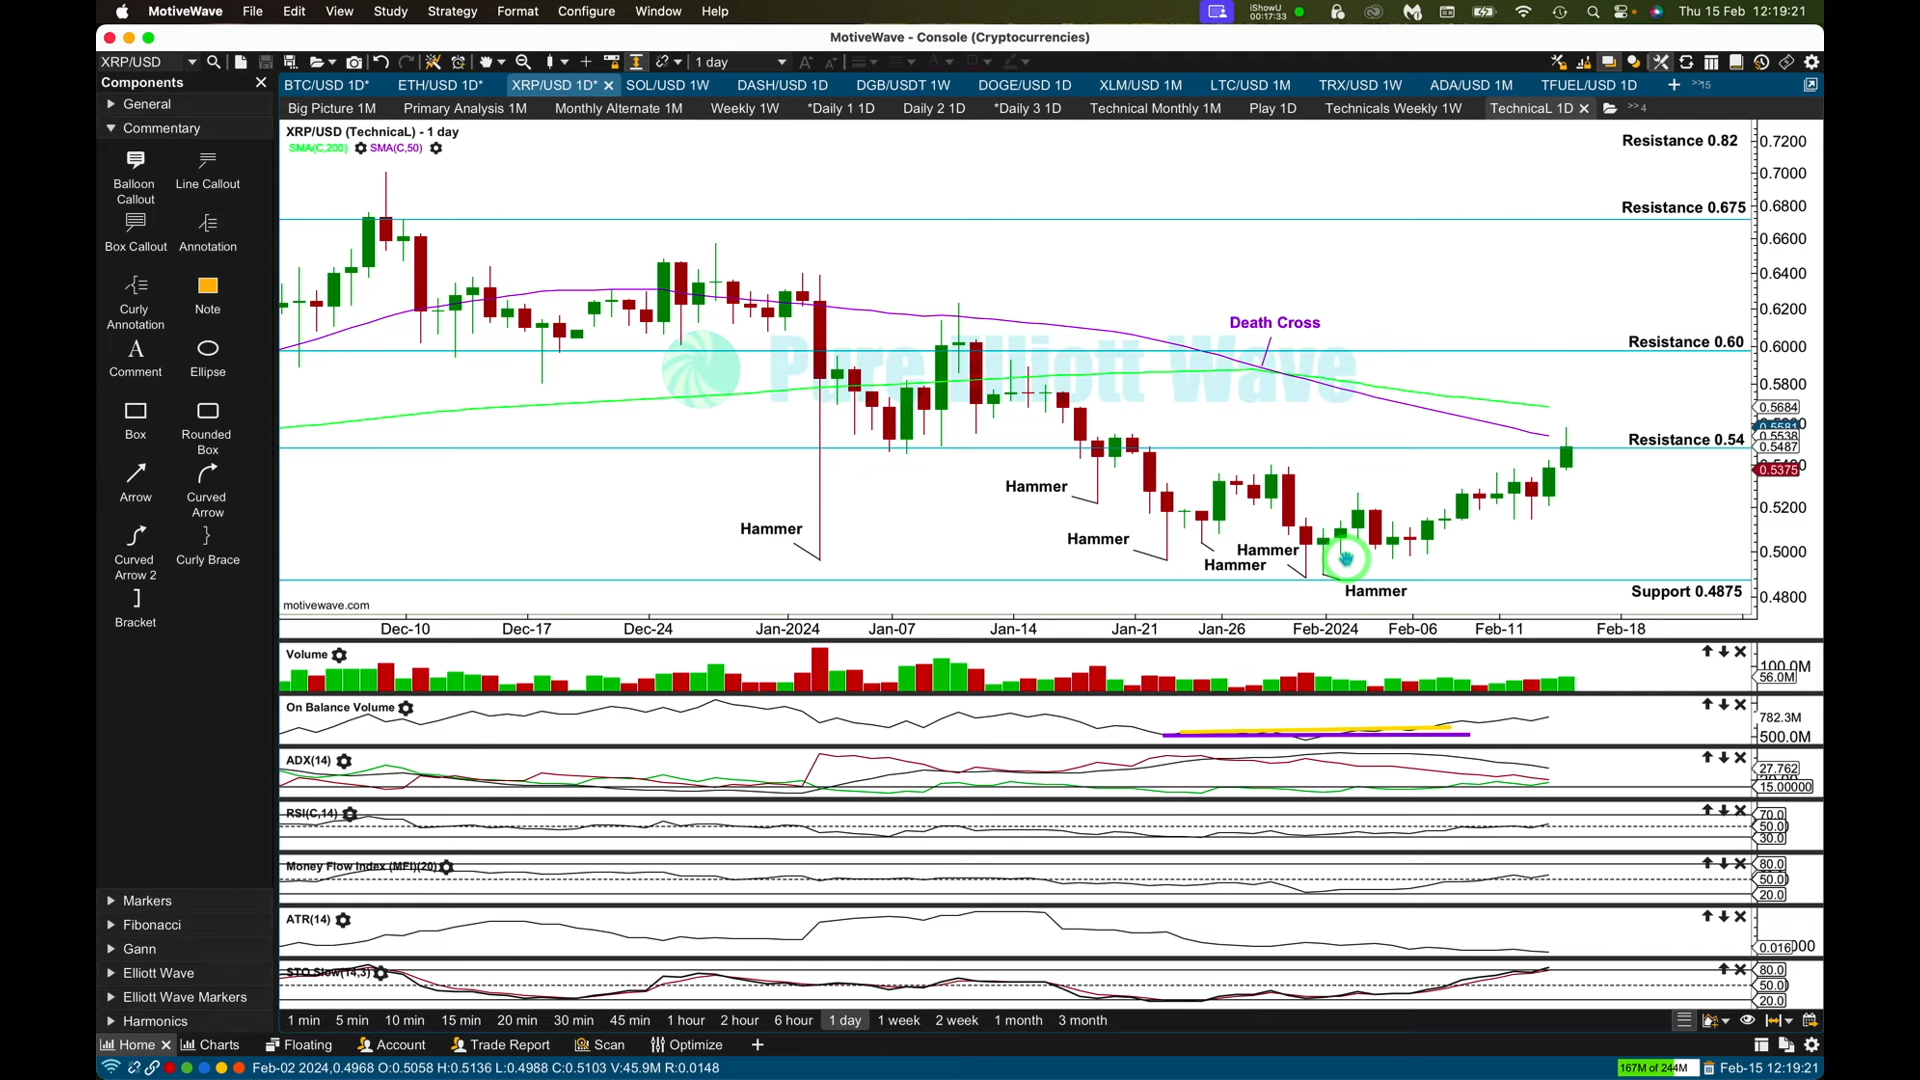 MotiveWave File Edit View Study Strategy Format Configure Window Help iShowU 00:17:33 Thu 15 Feb 12:19:21
MotiveWave - Console (Cryptocurrencies)
XRP/USD 1 day
Components
BTC/USD 1D* ETH/USD 1D* XRP/USD 1D* SOL/USD 1W DASH/USD 1D DGB/USDT 1W DOGE/USD 1D XLM/USD 1M LTC/USD 1M TRX/USD 1W ADA/USD 1M TFUEL/USD 1D + >>15
General
Big Picture 1M Primary Analysis 1M Monthly Alternate 1M Weekly 1W *Daily 1 1D Daily 2 1D *Daily 3 1D Technical Monthly 1M Play 1D Technicals Weekly 1W TechnicaL 1D >>4
Commentary
Balloon Callout
Line Callout
Box Callout
Annotation
Curly Annotation
Note
Comment
Ellipse
Box
Rounded Box
Arrow
Curved Arrow
Curved Arrow 2
Curly Brace
Bracket
Markers
Fibonacci
Gann
Elliott Wave
Elliott Wave Markers
Harmonics
XRP/USD (TechnicaL) - 1 day
SMA(C,200) SMA(C,50)
Resistance 0.82
Resistance 0.675
Death Cross
Resistance 0.60
Pure Elliott Wave
Resistance 0.54
Hammer
Hammer
Hammer
Hammer
Hammer
Hammer
Support 0.4875
motivewave.com
0.7200
0.7000
0.6800
0.6600
0.6400
0.6200
0.6000
0.5800
0.5684
0.5581
0.5538
0.5487
0.5375
0.5200
0.5000
0.4800
Dec-10 Dec-17 Dec-24 Jan-2024 Jan-07 Jan-14 Jan-21 Jan-26 Feb-2024 Feb-06 Feb-11 Feb-18
Volume
100.0M
56.0M
On Balance Volume
782.3M
500.0M
ADX(14)
27.762
15.00000
RSI(C,14)
70.0
50.0
30.0
Money Flow Index (MFI)(20)
80.0
50.0
20.0
ATR(14)
0.016
STO Slow(14,3)
80.0
50.0
20.0
1 min 5 min 10 min 15 min 20 min 30 min 45 min 1 hour 2 hour 6 hour 1 day 1 week 2 week 1 month 3 month
Home Charts Floating Account Trade Report Scan Optimize +
Feb-02 2024,0.4968 O:0.5058 H:0.5136 L:0.4988 C:0.5103 V:45.9M R:0.0148 167M of 244M Feb-15 12:19:21